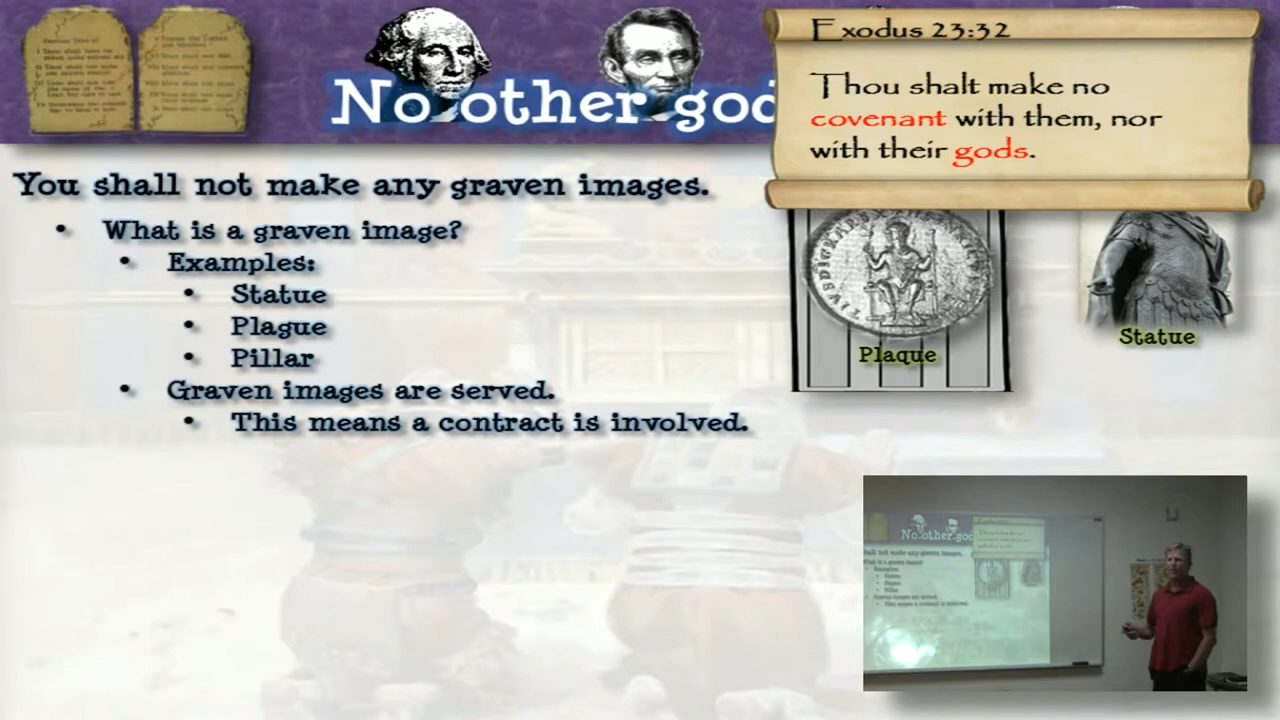 No other god
Exodus 23:32
Thou shalt make no
covenant with them, nor
with their gods.
You shall not make any graven images.
• What is a graven image?
• Examples:
• Statue
• Plague
• Pillar
• Graven images are served.
• This means a contract is involved.
Plaque
Statue